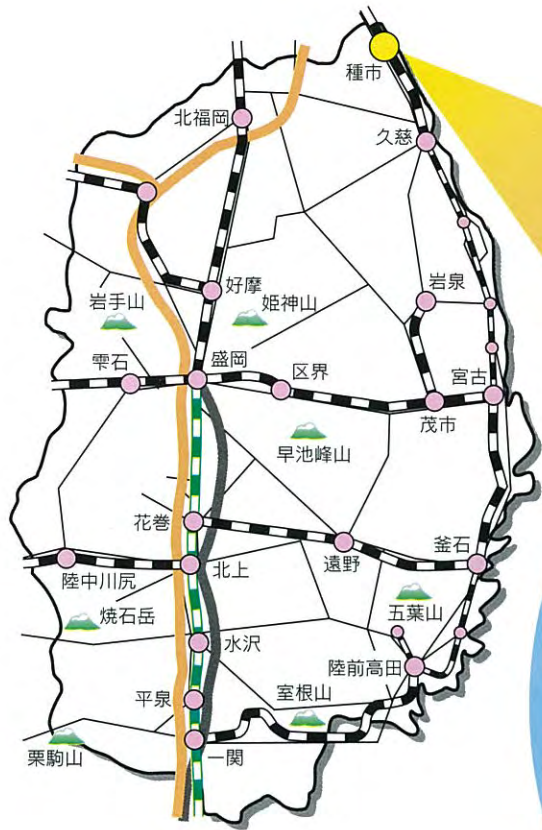 種市
北福岡
久慈
好摩
岩泉
岩手山
姫神山
雫石
盛岡
区界
宮古
茂市
早池峰山
花巻
遠野
釜石
陸中川尻
北上
焼石岳
五葉山
水沢
陸前高田
平泉
室根山
栗駒山
一関